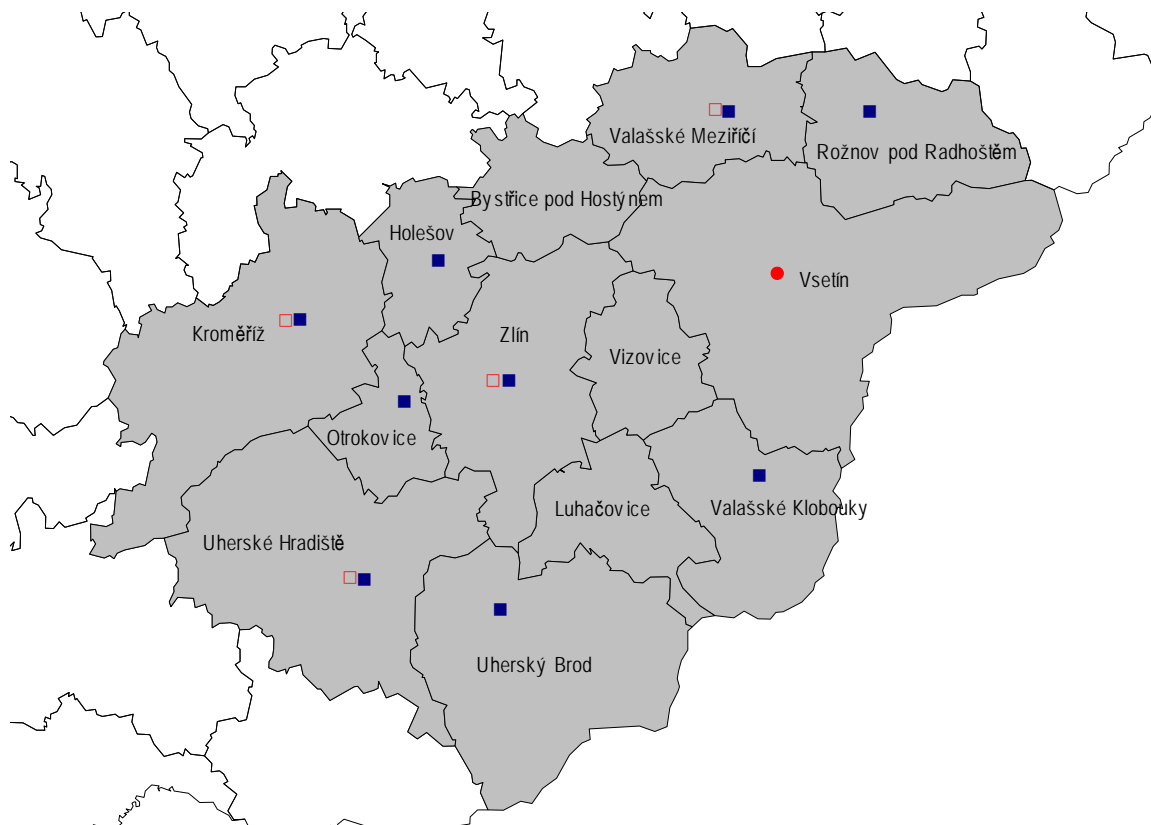 Valašské Meziříčí
Rožnov pod Radhoštěm
Bystřice pod Hostýnem
Holešov
Vsetín
Kroměříž
Zlín
Vizovice
Otrokovice
Luhačovice
Valašské Klobouky
Uherské Hradiště
Uherský Brod